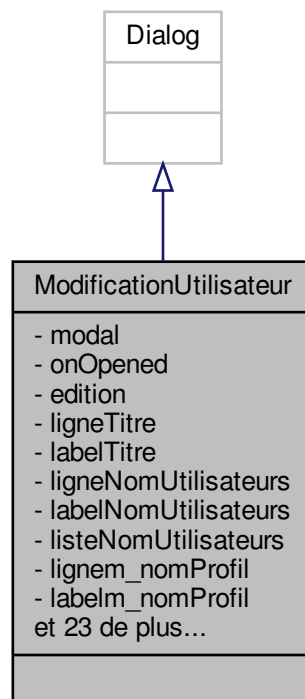 Dialog
ModificationUtilisateur
- modal
- onOpened
- edition
- ligneTitre
- labelTitre
- ligneNomUtilisateurs
- labelNomUtilisateurs
- listeNomUtilisateurs
- lignem_nomProfil
- labelm_nomProfil
et 23 de plus...